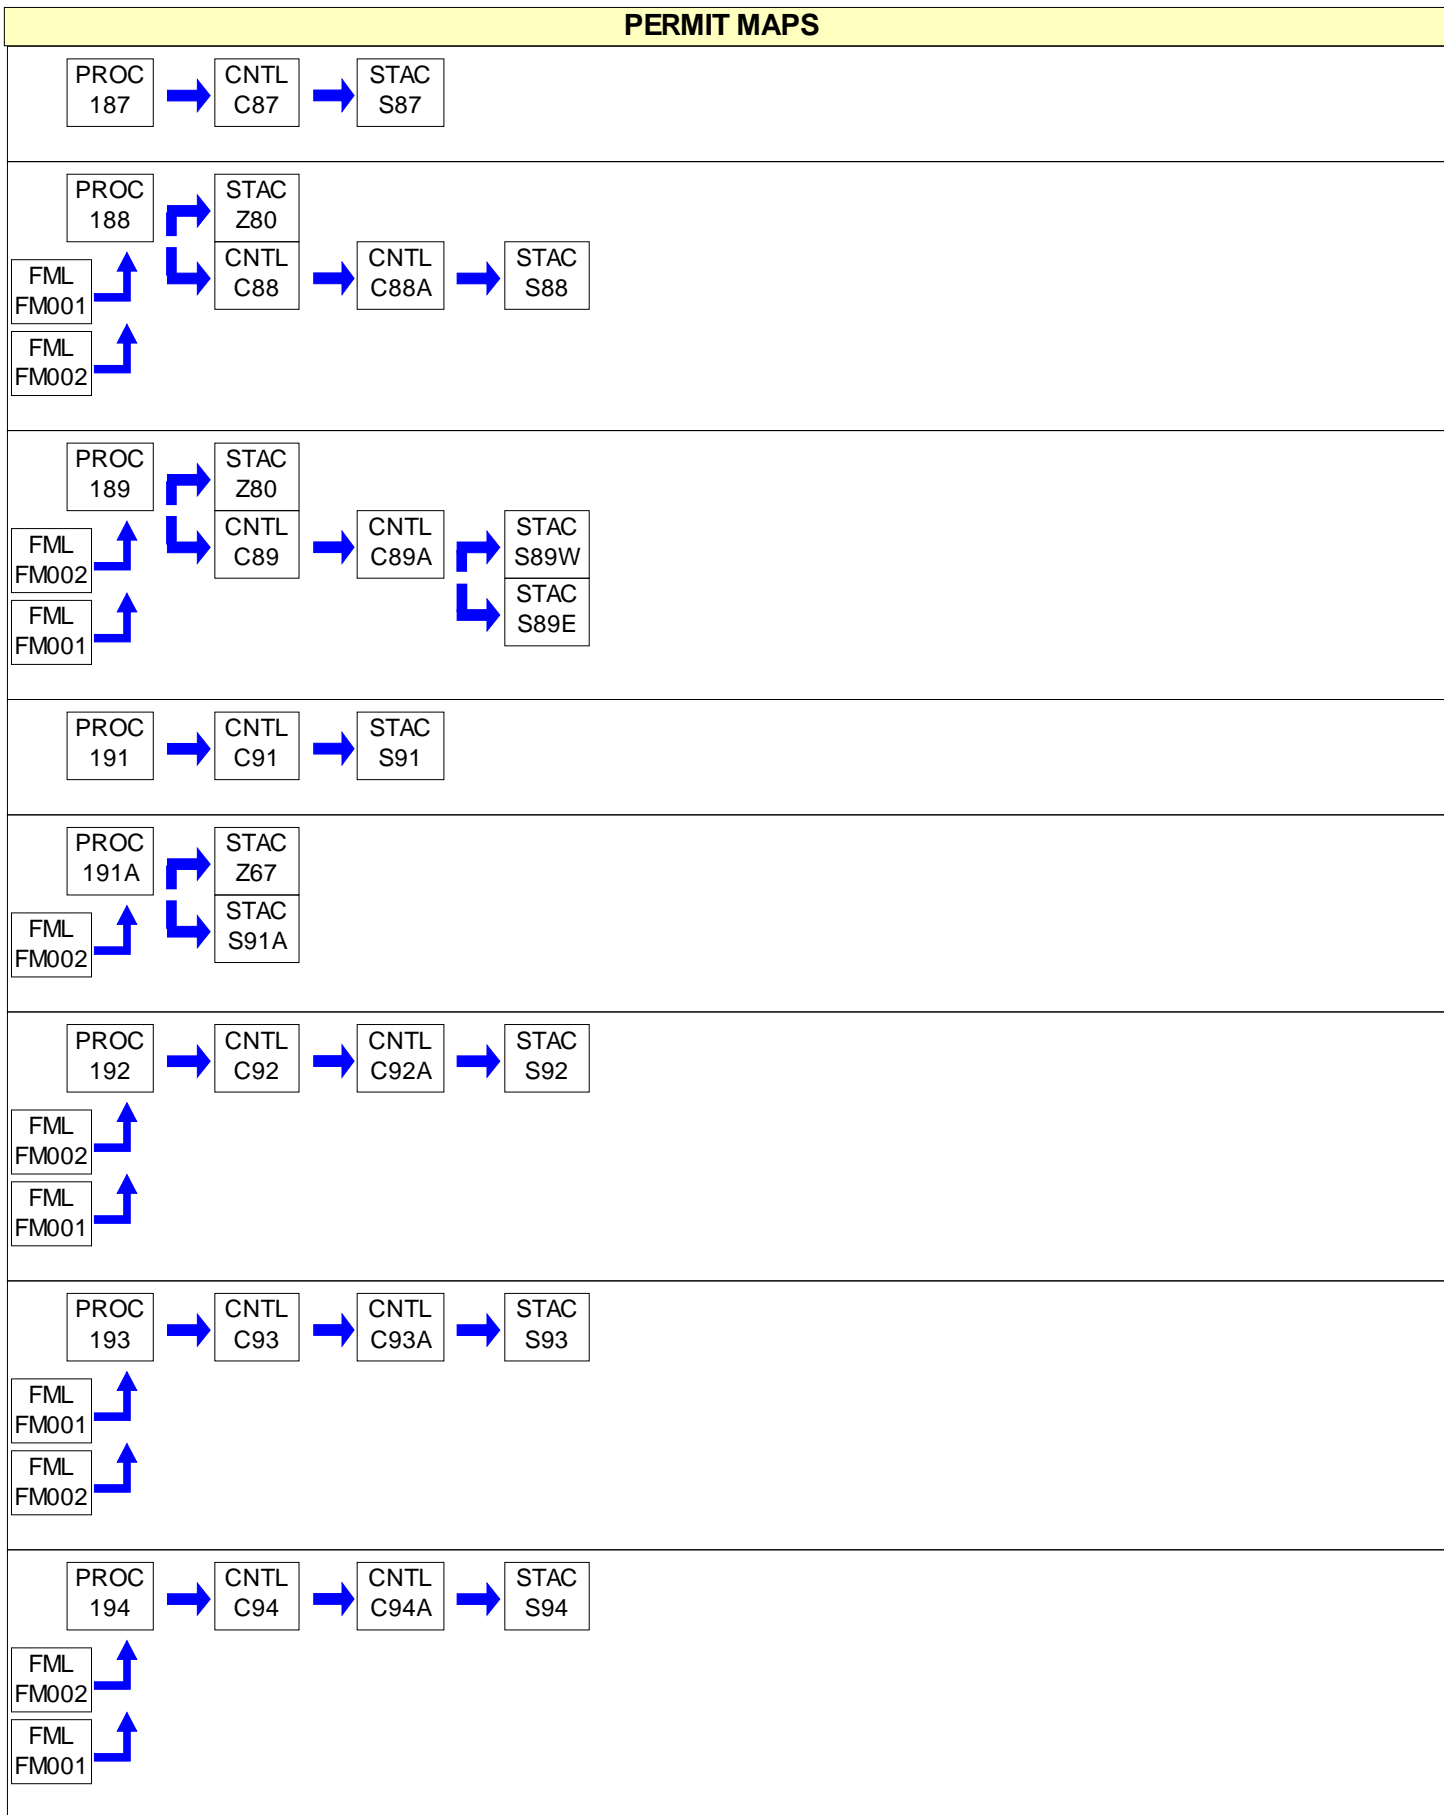 PERMIT MAPS
PROC
187
CNTL
C87
STAC
S87
PROC
188
STAC
Z80
CNTL
C88
CNTL
C88A
STAC
S88
FML
FM001
FML
FM002
PROC
189
STAC
Z80
CNTL
C89
CNTL
C89A
STAC
S89W
STAC
S89E
FML
FM002
FML
FM001
PROC
191
CNTL
C91
STAC
S91
PROC
191A
STAC
Z67
STAC
S91A
FML
FM002
PROC
192
CNTL
C92
CNTL
C92A
STAC
S92
FML
FM002
FML
FM001
PROC
193
CNTL
C93
CNTL
C93A
STAC
S93
FML
FM001
FML
FM002
PROC
194
CNTL
C94
CNTL
C94A
STAC
S94
FML
FM002
FML
FM001